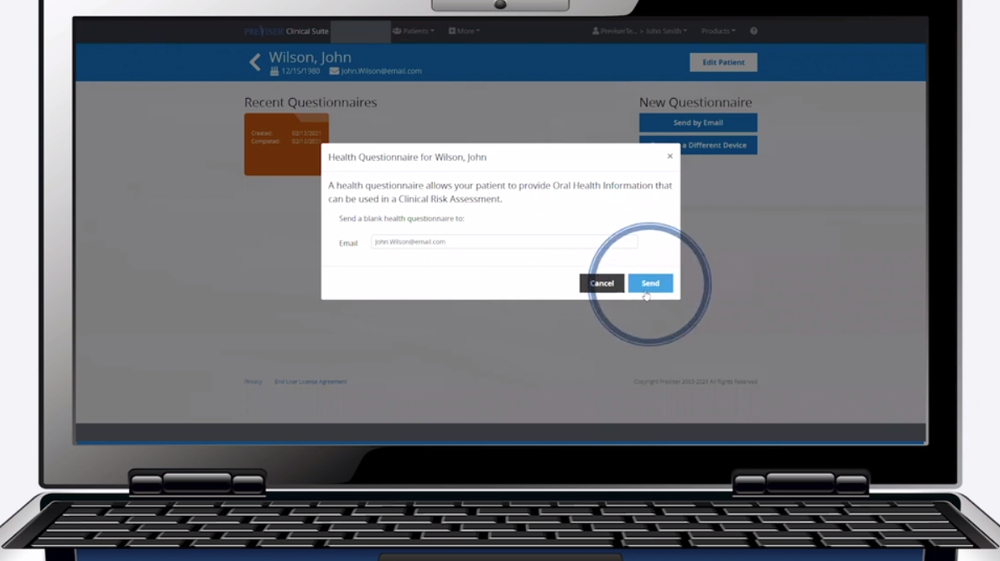 PREVISER Clinical Suite
Patients
More
PreviserTe... > John Smith
Products
Wilson, John
12/15/1980 John.Wilson@email.com
Edit Patient
Recent Questionnaires
Created: 02/13/2021
Completed: 02/13/2021
New Questionnaire
Send by Email
a Different Device
Health Questionnaire for Wilson, John
×
A health questionnaire allows your patient to provide Oral Health Information that
can be used in a Clinical Risk Assessment.
Send a blank health questionnaire to:
Email John.Wilson@email.com
Cancel Send
Privacy End User License Agreement
Copyright Previser 2003-2021 All Rights Reserved